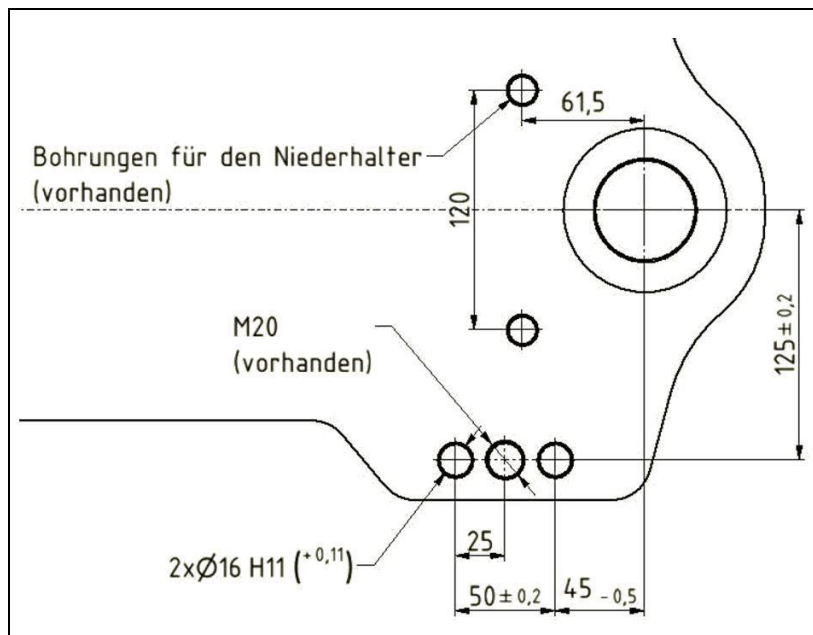 61,5
Bohrungen für den Niederhalter
(vorhanden)
120
M20
(vorhanden)
125±0,2
25
2xØ16 H11 (+0,11)
50±0,2
45 -0,5